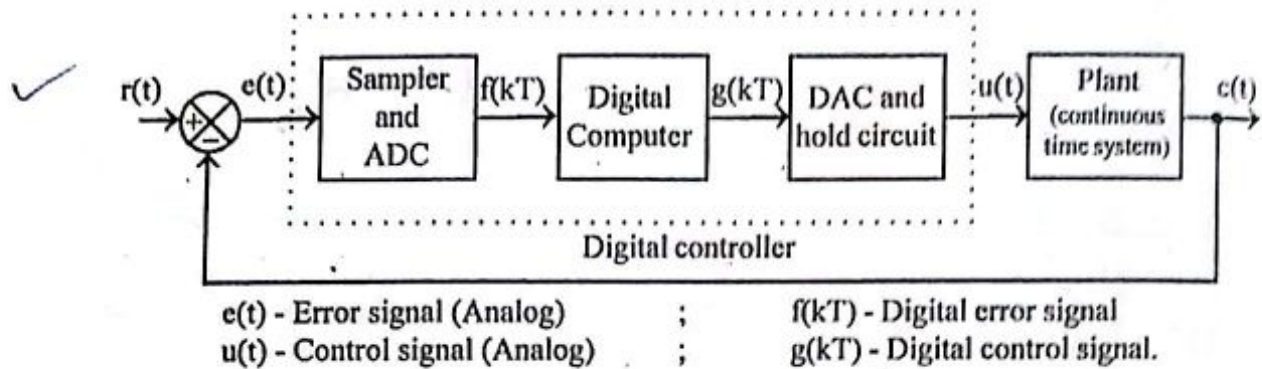 r(t)
+
−
e(t)
Sampler
and
ADC
f(kT)
Digital
Computer
g(kT)
DAC and
hold circuit
u(t)
Plant
(continuous
time system)
c(t)
Digital controller
e(t) - Error signal (Analog) ; f(kT) - Digital error signal
u(t) - Control signal (Analog) ; g(kT) - Digital control signal.